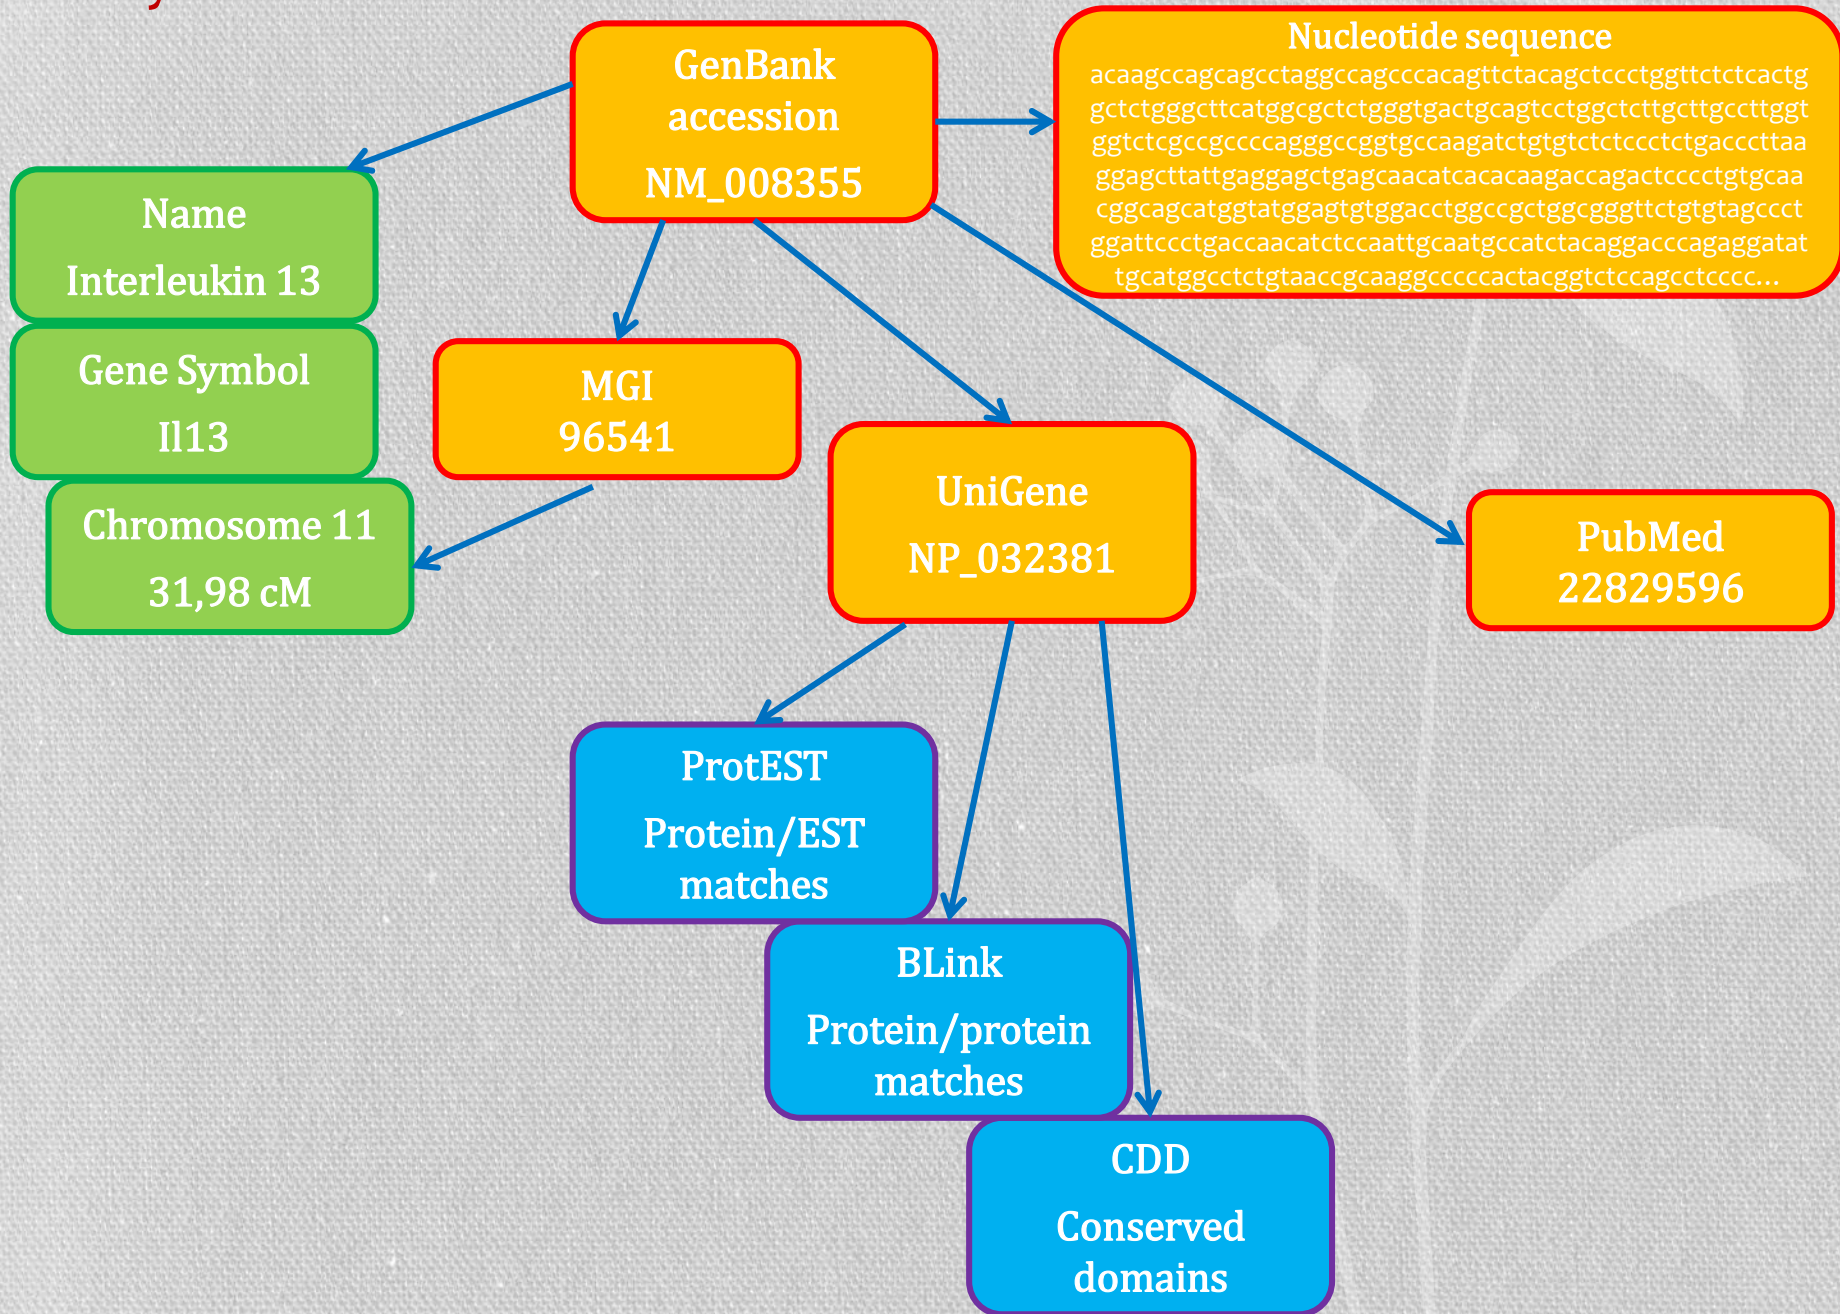 GenBank
accession
NM_008355
Nucleotide sequence
acaagccagcagcctaggccagcccacagttctacagctccctggttctctcactg
gctctgggcttcatggcgctctgggtgactgcagtcctggctcttgcttgccttggt
ggtctcgccgccccagggccggtgccaagatctgtgtctctccctctgacccttaa
ggagcttattgaggagctgagcaacatcacacaagaccagactcccctgtgcaa
cggcagcatggtatggagtgtggacctggccgctggcgggttctgtgtagccct
ggattccctgaccaacatctccaattgcaatgccatctacaggacccagaggatat
tgcatggcctctgtaaccgcaaggcccccactacggtctccagcctcccc...
Name
Interleukin 13
Gene Symbol
Il13
Chromosome 11
31,98 cM
MGI
96541
UniGene
NP_032381
PubMed
22829596
ProtEST
Protein/EST
matches
BLink
Protein/protein
matches
CDD
Conserved
domains